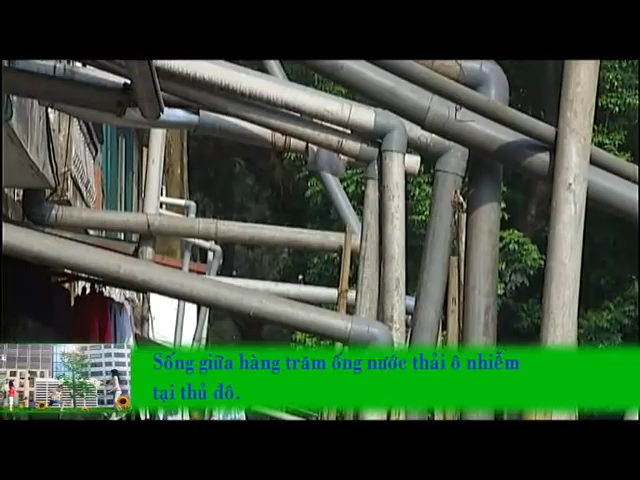 Sống giữa hàng trăm ống nước thải ô nhiễm
tại thủ đô.